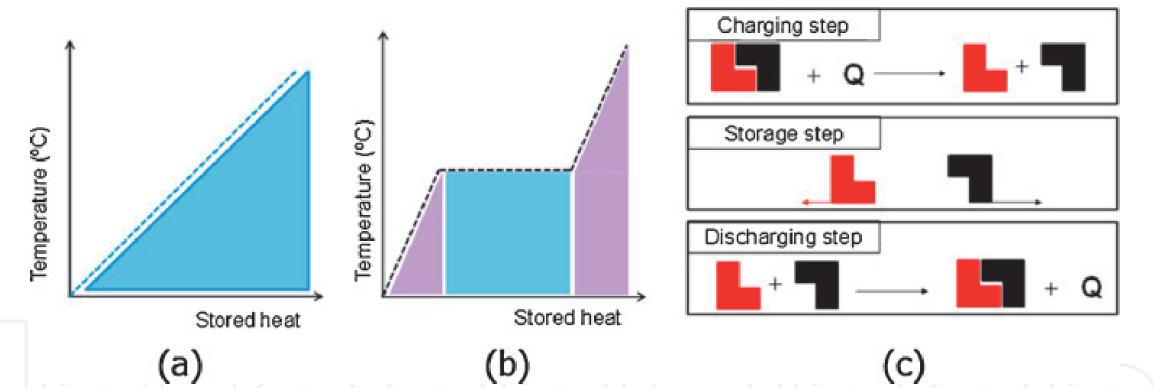 Temperature (ºC)
Stored heat
(a)
Temperature (ºC)
Stored heat
(b)
Charging step
+ Q
+
Storage step
Discharging step
+
+ Q
(c)